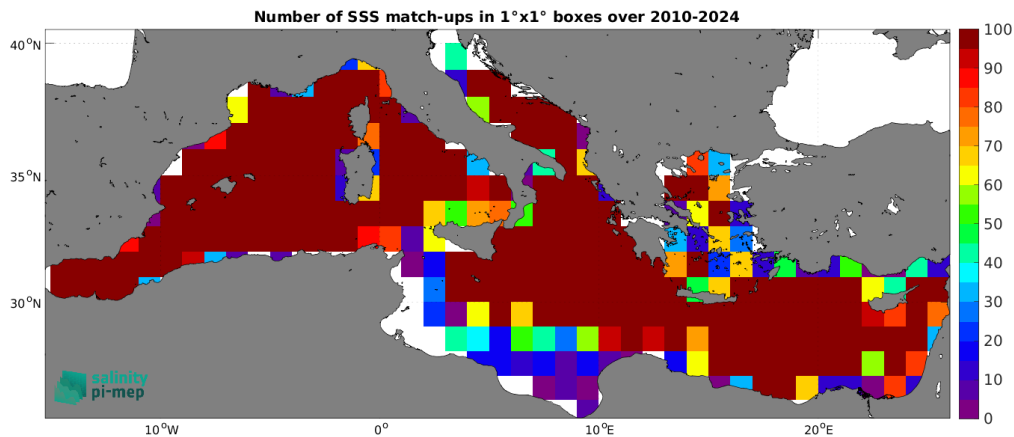 Number of SSS match-ups in 1°x1° boxes over 2010-2024
40°N
35°N
30°N
10°W
0°
10°E
20°E
100
90
80
70
60
50
40
30
20
10
0
salinity
pi-mep